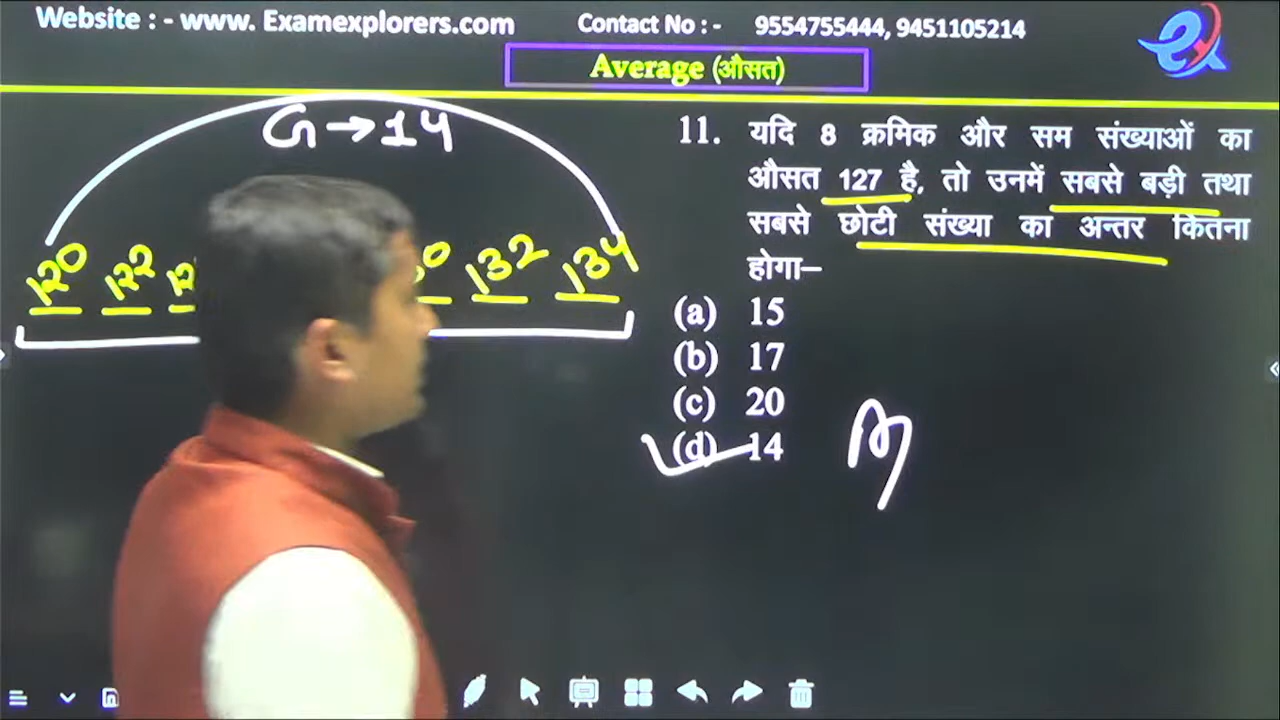 Website : - www. Examexplorers.com
Contact No : - 9554755444, 9451105214
Average (औसत)
G→14
120 122 132 134
11. यदि 8 क्रमिक और सम संख्याओं का
औसत 127 है, तो उनमें सबसे बड़ी तथा
सबसे छोटी संख्या का अन्तर कितना
होगा–
(a) 15
(b) 17
(c) 20
(d) 14